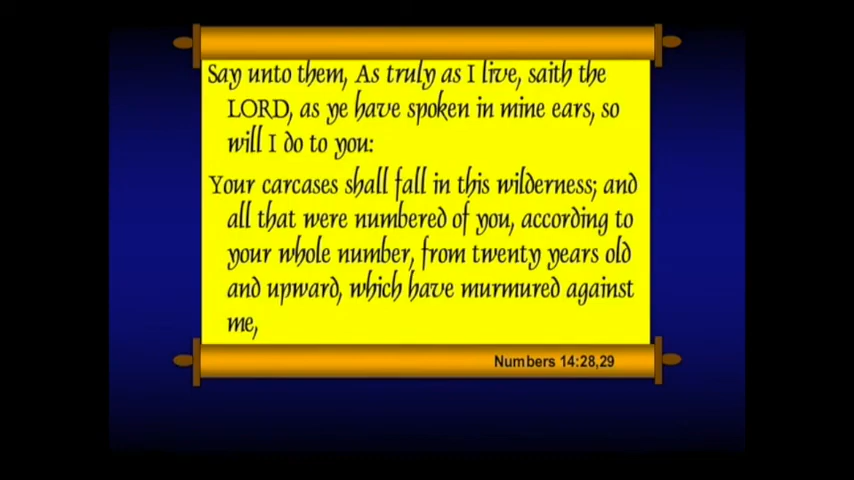 Say unto them, As truly as I live, saith the
LORD, as ye have spoken in mine ears, so
will I do to you:
Your carcases shall fall in this wilderness; and
all that were numbered of you, according to
your whole number, from twenty years old
and upward, which have murmured against
me,
Numbers 14:28,29